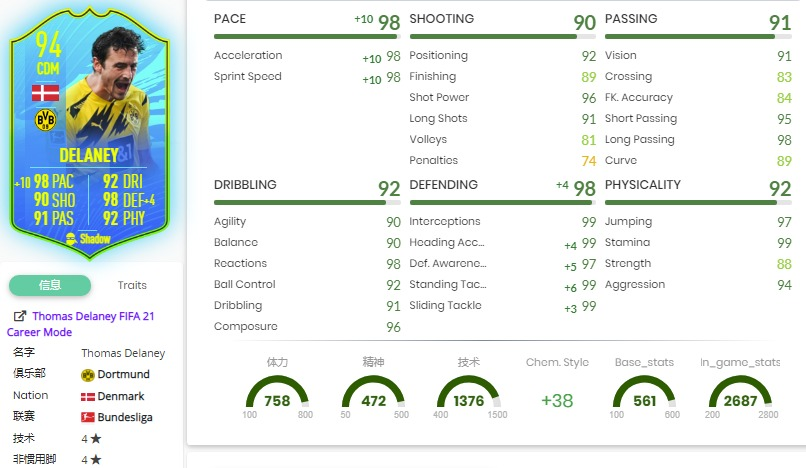 94
CDM
BVB
09
DELANEY
+10 98 PAC 92 DRI
90 SHO 98 DEF+4
91 PAS 92 PHY
Shadow
信息 Traits
Thomas Delaney FIFA 21
Career Mode
名字 Thomas Delaney
俱乐部 Dortmund
Nation Denmark
联赛 Bundesliga
技术 4 ★
非惯用脚 4 ★
PACE +10 98
Acceleration +10 98
Sprint Speed +10 98
SHOOTING 90
Positioning 92
Finishing 89
Shot Power 96
Long Shots 91
Volleys 81
Penalties 74
PASSING 91
Vision 91
Crossing 83
FK. Accuracy 84
Short Passing 95
Long Passing 98
Curve 89
DRIBBLING 92
Agility 90
Balance 90
Reactions 98
Ball Control 92
Dribbling 91
Composure 96
DEFENDING +4 98
Interceptions 99
Heading Acc... +4 99
Def. Awarene... +5 97
Standing Tac... +6 99
Sliding Tackle +3 99
PHYSICALITY 92
Jumping 97
Stamina 99
Strength 88
Aggression 94
体力
758
100 800
精神
472
50 500
技术
1376
400 1500
Chem. Style
+38
Base_stats
561
100 600
In_game_stats
2687
200 2800